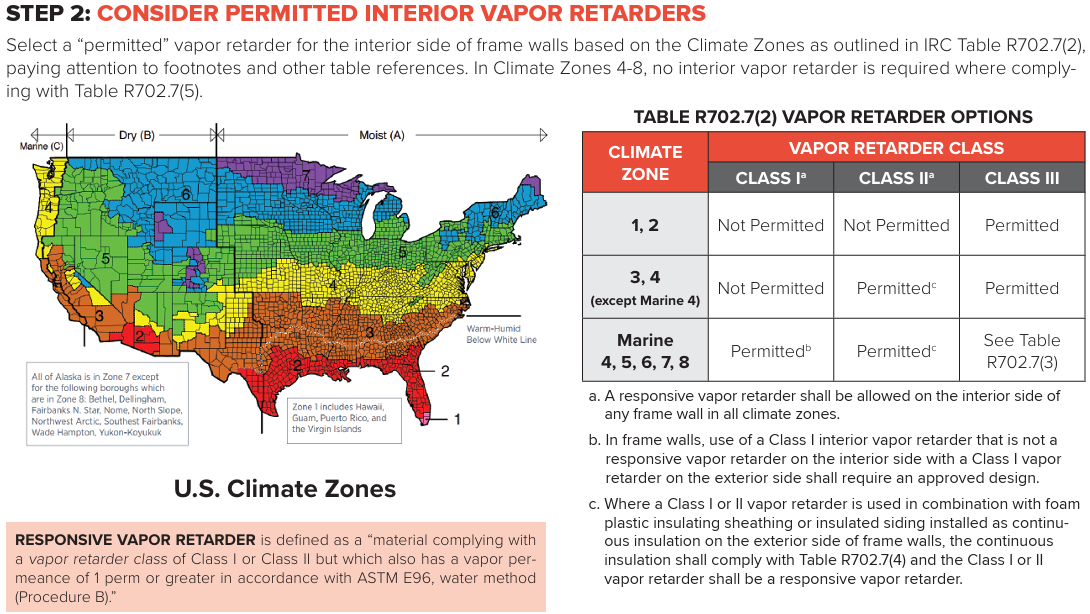 STEP 2: CONSIDER PERMITTED INTERIOR VAPOR RETARDERS
Select a “permitted” vapor retarder for the interior side of frame walls based on the Climate Zones as outlined in IRC Table R702.7(2),
paying attention to footnotes and other table references. In Climate Zones 4-8, no interior vapor retarder is required where comply-
ing with Table R702.7(5).
Marine (C)
Dry (B)
Moist (A)
7
6
6
4
5
5
4
3
3
2
2
Warm-Humid
Below White Line
2
1
All of Alaska is in Zone 7 except
for the following boroughs which
are in Zone 8: Bethel, Dellingham,
Fairbanks N. Star, Nome, North Slope,
Northwest Arctic, Southest Fairbanks,
Wade Hampton, Yukon-Koyukuk
Zone 1 includes Hawaii,
Guam, Puerto Rico, and
the Virgin Islands
U.S. Climate Zones
RESPONSIVE VAPOR RETARDER is defined as a “material complying with
a vapor retarder class of Class I or Class II but which also has a vapor per-
meance of 1 perm or greater in accordance with ASTM E96, water method
(Procedure B).”
TABLE R702.7(2) VAPOR RETARDER OPTIONS
CLIMATE
ZONE
VAPOR RETARDER CLASS
CLASS Iᵃ
CLASS IIᵃ
CLASS III
1, 2
Not Permitted
Not Permitted
Permitted
3, 4
(except Marine 4)
Not Permitted
Permittedᶜ
Permitted
Marine
4, 5, 6, 7, 8
Permittedᵇ
Permittedᶜ
See Table
R702.7(3)
a. A responsive vapor retarder shall be allowed on the interior side of
any frame wall in all climate zones.
b. In frame walls, use of a Class I interior vapor retarder that is not a
responsive vapor retarder on the interior side with a Class I vapor
retarder on the exterior side shall require an approved design.
c. Where a Class I or II vapor retarder is used in combination with foam
plastic insulating sheathing or insulated siding installed as continu-
ous insulation on the exterior side of frame walls, the continuous
insulation shall comply with Table R702.7(4) and the Class I or II
vapor retarder shall be a responsive vapor retarder.